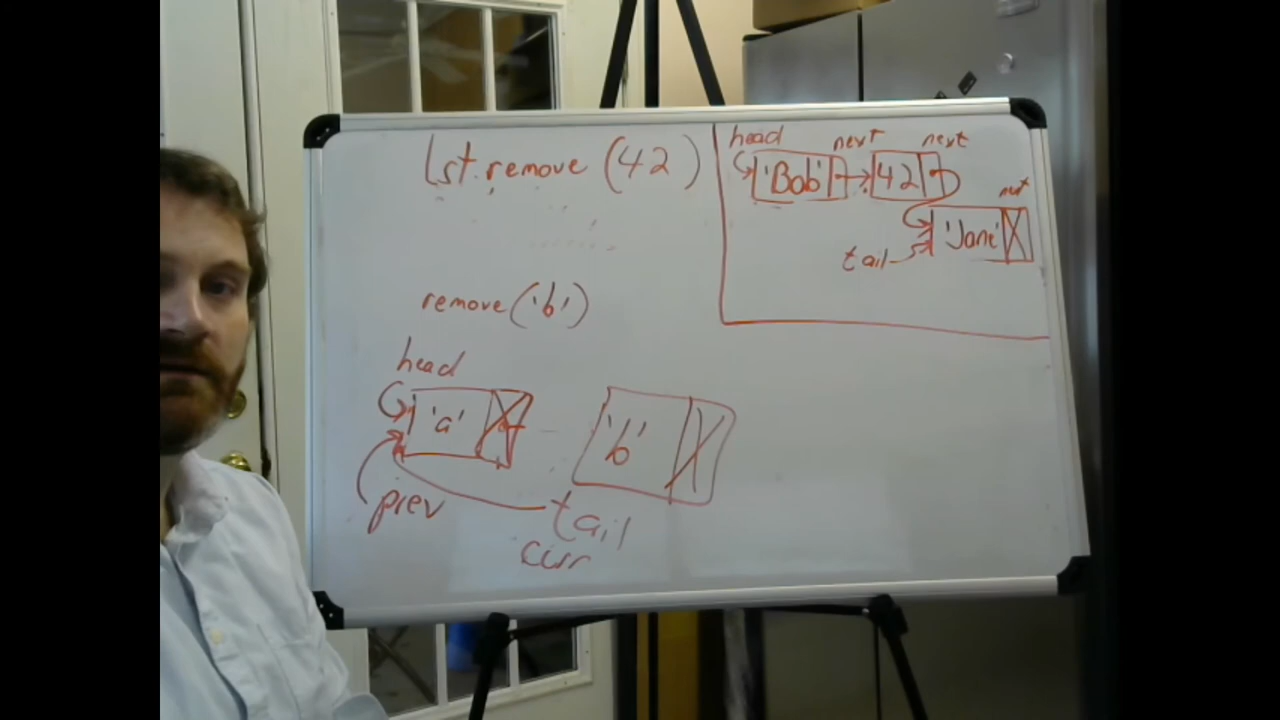 lst.remove(42)
head next next
'Bob' 42
next
'Jane'
tail
remove('b')
head
'a' 'b'
prev tail
curr